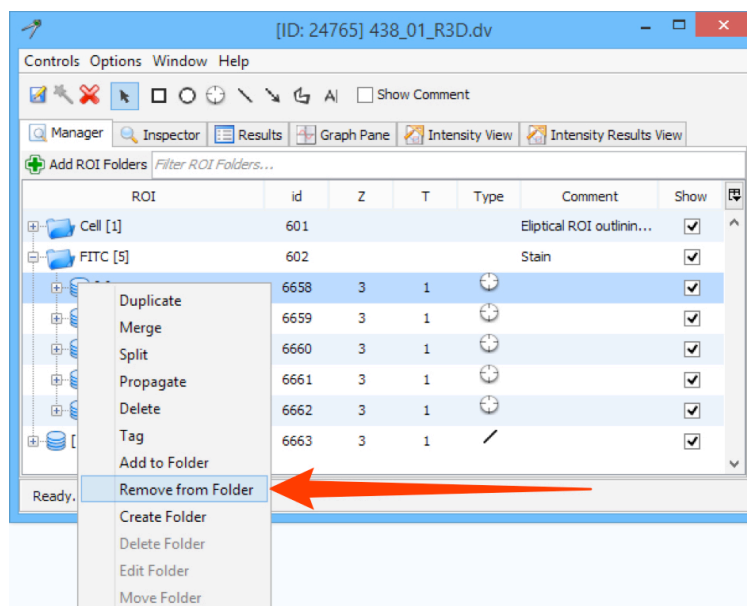 [ID: 24765] 438_01_R3D.dv
Controls Options Window Help
A Show Comment
Manager Inspector Results Graph Pane Intensity View Intensity Results View
Add ROI Folders Filter ROI Folders...
ROI id Z T Type Comment Show
Cell [1] 601 Eliptical ROI outlinin...
FITC [5] 602 Stain
6658 3 1
6659 3 1
6660 3 1
6661 3 1
6662 3 1
[ 6663 3 1
Duplicate
Merge
Split
Propagate
Delete
Tag
Add to Folder
Remove from Folder
Create Folder
Delete Folder
Edit Folder
Move Folder
Ready.